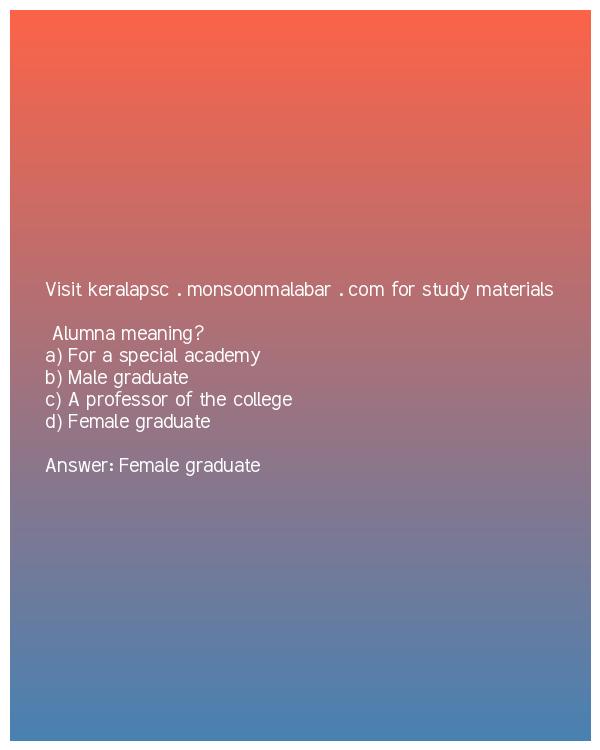 Visit keralapsc . monsoonmalabar . com for study materials
Alumna meaning?
a) For a special academy
b) Male graduate
c) A professor of the college
d) Female graduate
Answer: Female graduate